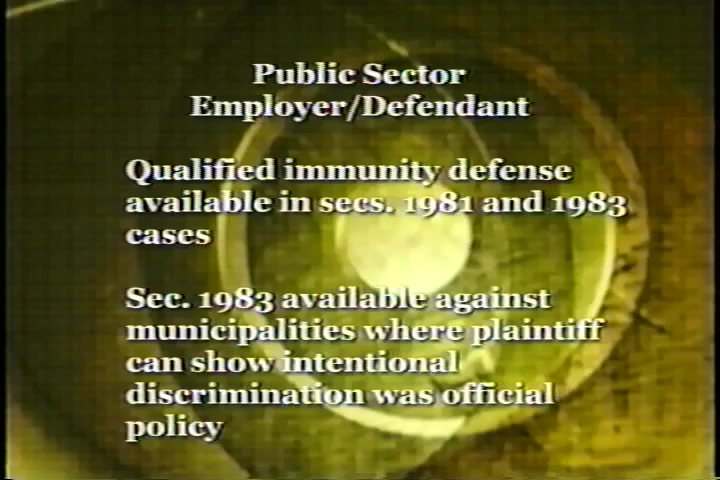 Public Sector
Employer/Defendant
Qualified immunity defense
available in secs. 1981 and 1983
cases
Sec. 1983 available against
municipalities where plaintiff
can show intentional
discrimination was official
policy